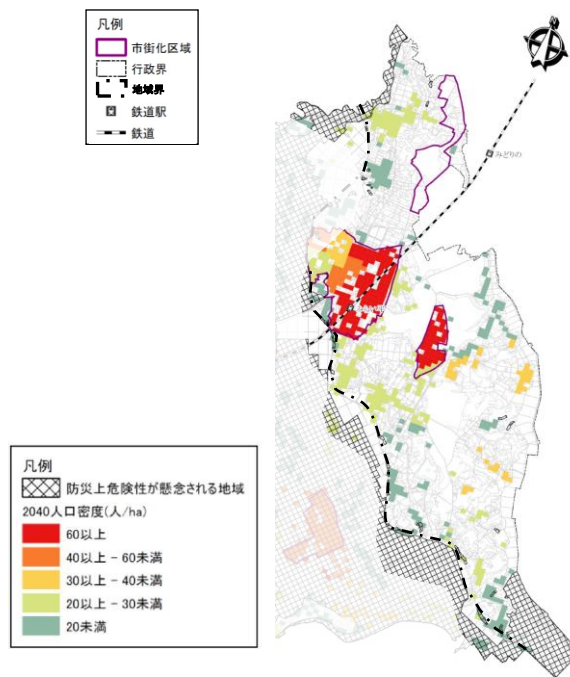 凡例
市街化区域
行政界
地域界
鉄道駅
鉄道
みどりの
凡例
防災上危険性が懸念される地域
2040人口密度(人/ha)
60以上
40以上－60未満
30以上－40未満
20以上－30未満
20未満